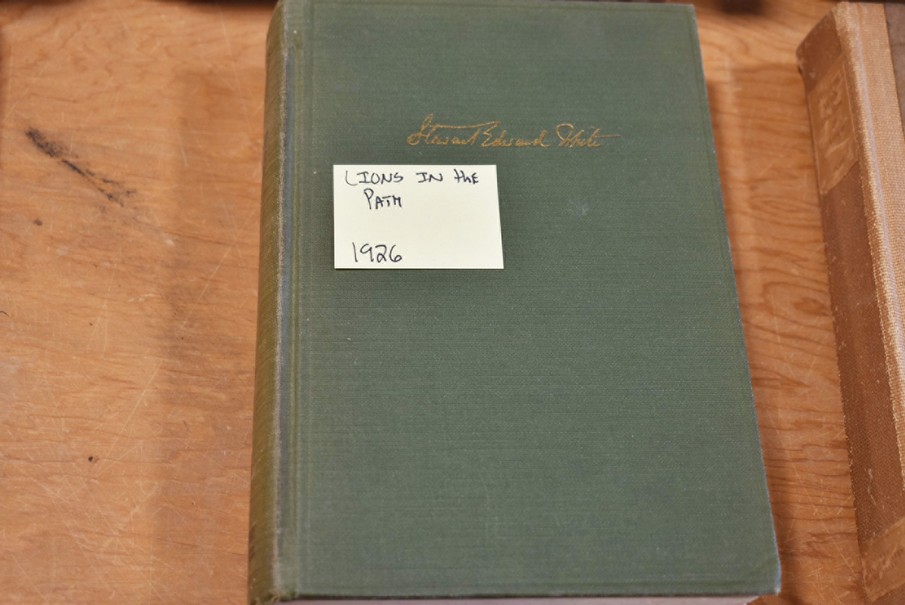 Stewart Edward White
LIONS IN the
PATH
1926